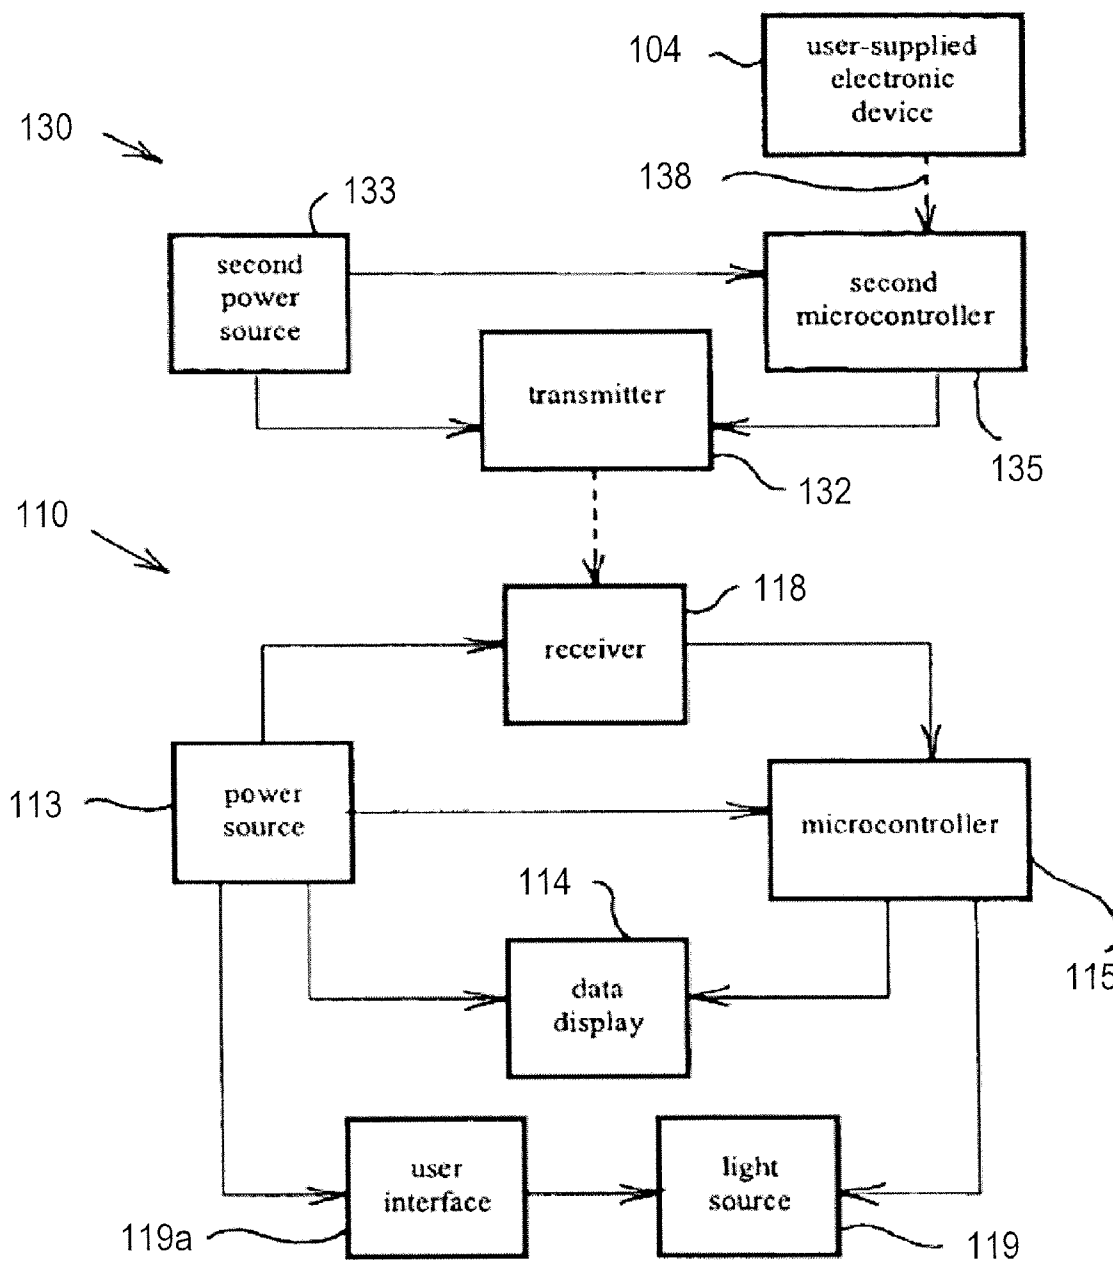 104
user-supplied
electronic
device
130
138
133
second
power
source
second
microcontroller
transmitter
135
132
110
118
receiver
113
power
source
microcontroller
114
115
data
display
user
interface
light
source
119a
119